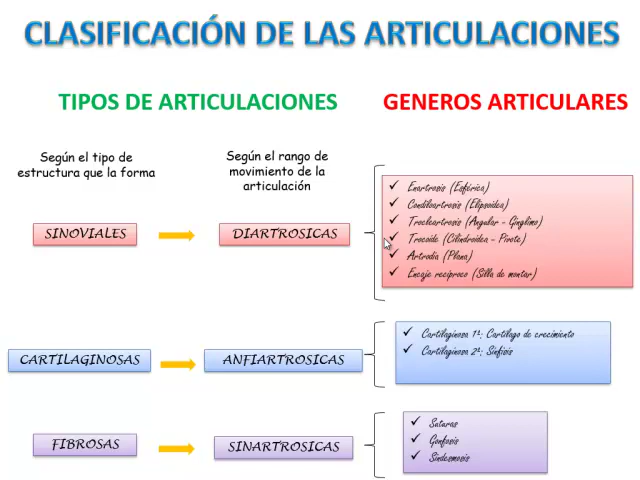 CLASIFICACIÓN DE LAS ARTICULACIONES
TIPOS DE ARTICULACIONES
GENEROS ARTICULARES
Según el tipo de
estructura que la forma
Según el rango de
movimiento de la
articulación
SINOVIALES
DIARTROSICAS
Enartrosis (Esférica)
Condiloartrosis (Elipsoidea)
Trocleartrosis (Angular - Gínglimo)
Trocoide (Cilindroidea - Pivote)
Artrodia (Plana)
Encaje recíproco (Silla de montar)
CARTILAGINOSAS
ANFIARTROSICAS
Cartilaginosa 1ª: Cartílago de crecimiento
Cartilaginosa 2ª: Sínfisis
FIBROSAS
SINARTROSICAS
Suturas
Gonfosis
Sindesmosis